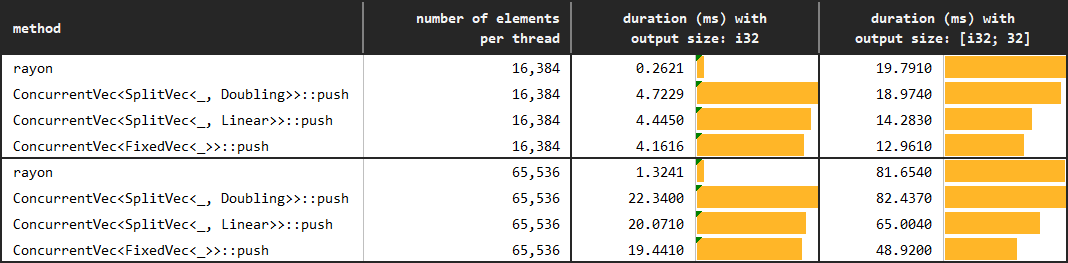 method number of elements per thread duration (ms) with output size: i32 duration (ms) with output size: [i32; 32]
rayon 16,384 0.2621 19.7910
ConcurrentVec<SplitVec<_, Doubling>>::push 16,384 4.7229 18.9740
ConcurrentVec<SplitVec<_, Linear>>::push 16,384 4.4450 14.2830
ConcurrentVec<FixedVec<_>>::push 16,384 4.1616 12.9610
rayon 65,536 1.3241 81.6540
ConcurrentVec<SplitVec<_, Doubling>>::push 65,536 22.3400 82.4370
ConcurrentVec<SplitVec<_, Linear>>::push 65,536 20.0710 65.0040
ConcurrentVec<FixedVec<_>>::push 65,536 19.4410 48.9200